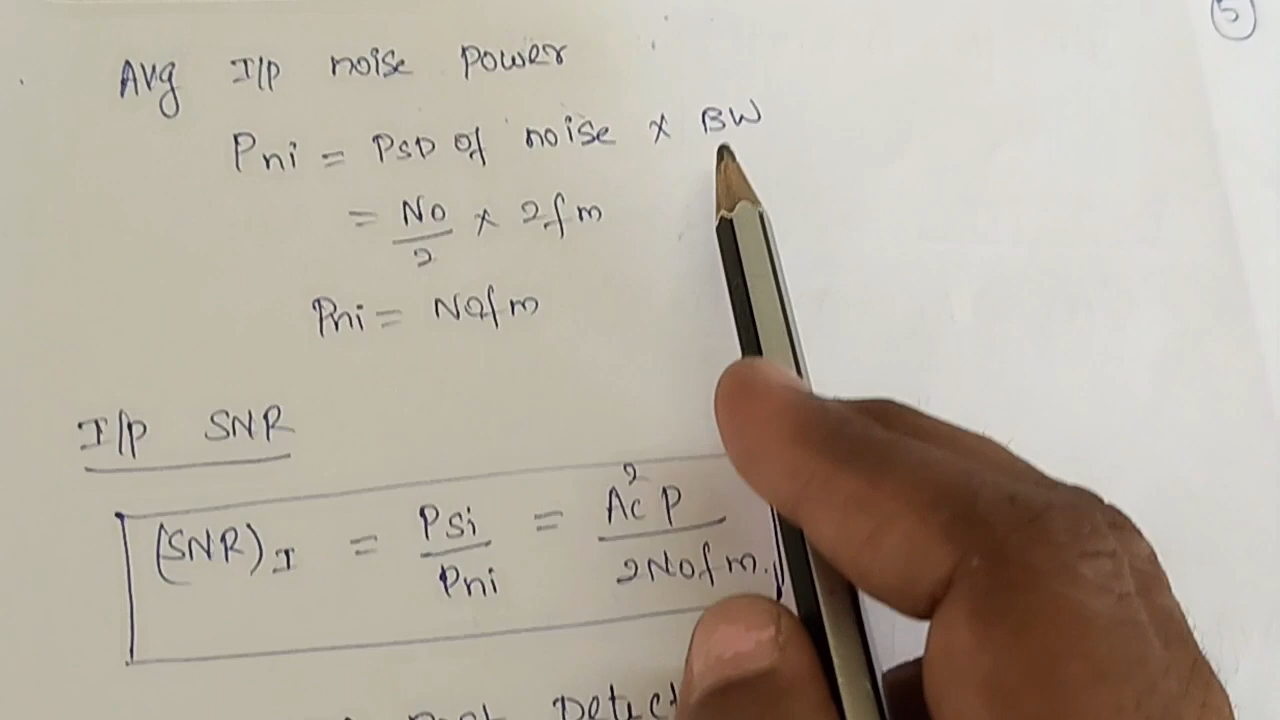 5
Avg I/p noise power
Pni = PSD of noise × BW
= No/2 × 2fm
Pni = Nofm
I/p SNR
(SNR)I = Psi/Pni = Ac²P/2Nofm.
Detect